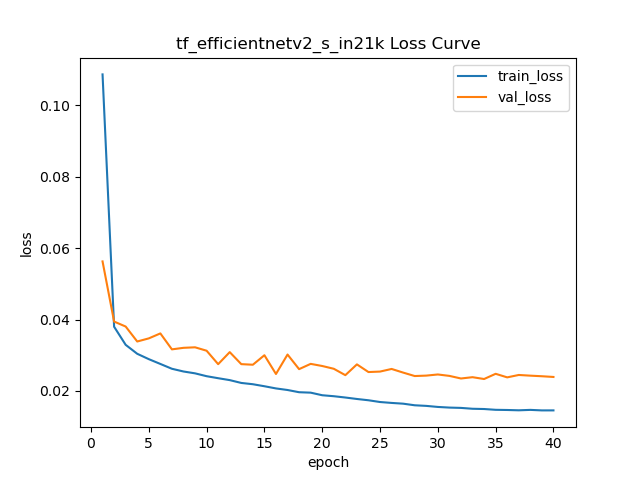 tf_efficientnetv2_s_in21k Loss Curve
train_loss
val_loss
0.10
0.08
0.06
0.04
0.02
loss
0 5 10 15 20 25 30 35 40
epoch